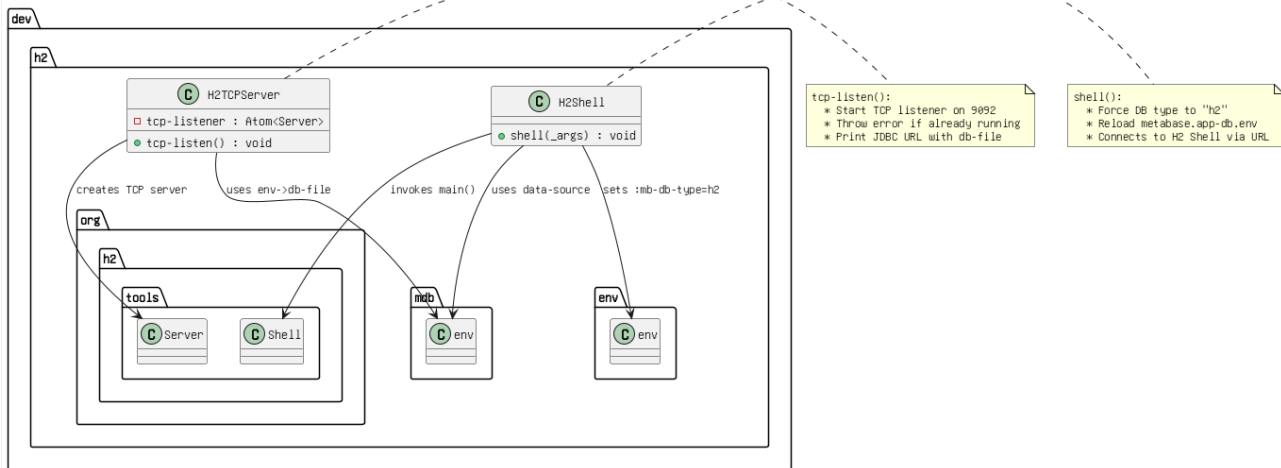 dev
h2
C H2TCPServer
tcp-listener : Atom<Server>
tcp-listen() : void
C H2Shell
shell(_args) : void
tcp-listen():
* Start TCP listener on 9092
* Throw error if already running
* Print JDBC URL with db-file
shell():
* Force DB type to "h2"
* Reload metabase.app-db.env
* Connects to H2 Shell via URL
creates TCP server
uses env->db-file
invokes main()
uses data-source
sets :mb-db-type=h2
org
h2
tools
C Server
C Shell
mdb
C env
env
C env